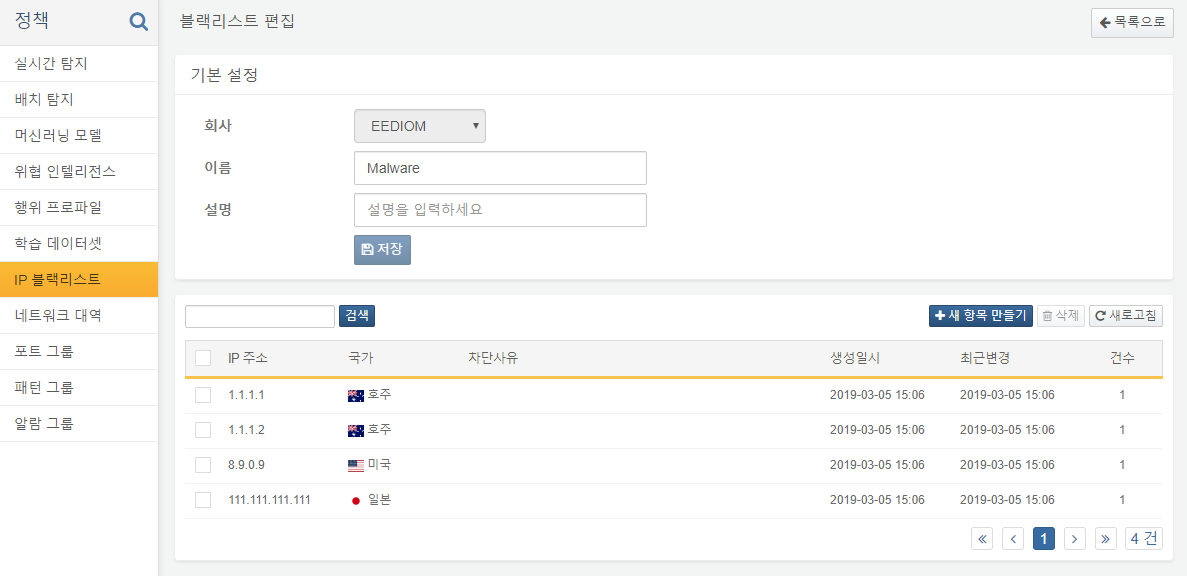 정책
실시간 탐지
배치 탐지
머신러닝 모델
위협 인텔리전스
행위 프로파일
학습 데이터셋
IP 블랙리스트
네트워크 대역
포트 그룹
패턴 그룹
알람 그룹
블랙리스트 편집
목록으로
기본 설정
회사 EEDIOM
이름 Malware
설명 설명을 입력하세요
저장
검색 새 항목 만들기 삭제 새로고침
IP 주소 국가 차단사유 생성일시 최근변경 건수
1.1.1.1 호주 2019-03-05 15:06 2019-03-05 15:06 1
1.1.1.2 호주 2019-03-05 15:06 2019-03-05 15:06 1
8.9.0.9 미국 2019-03-05 15:06 2019-03-05 15:06 1
111.111.111.111 일본 2019-03-05 15:06 2019-03-05 15:06 1
« ‹ 1 › » 4 건